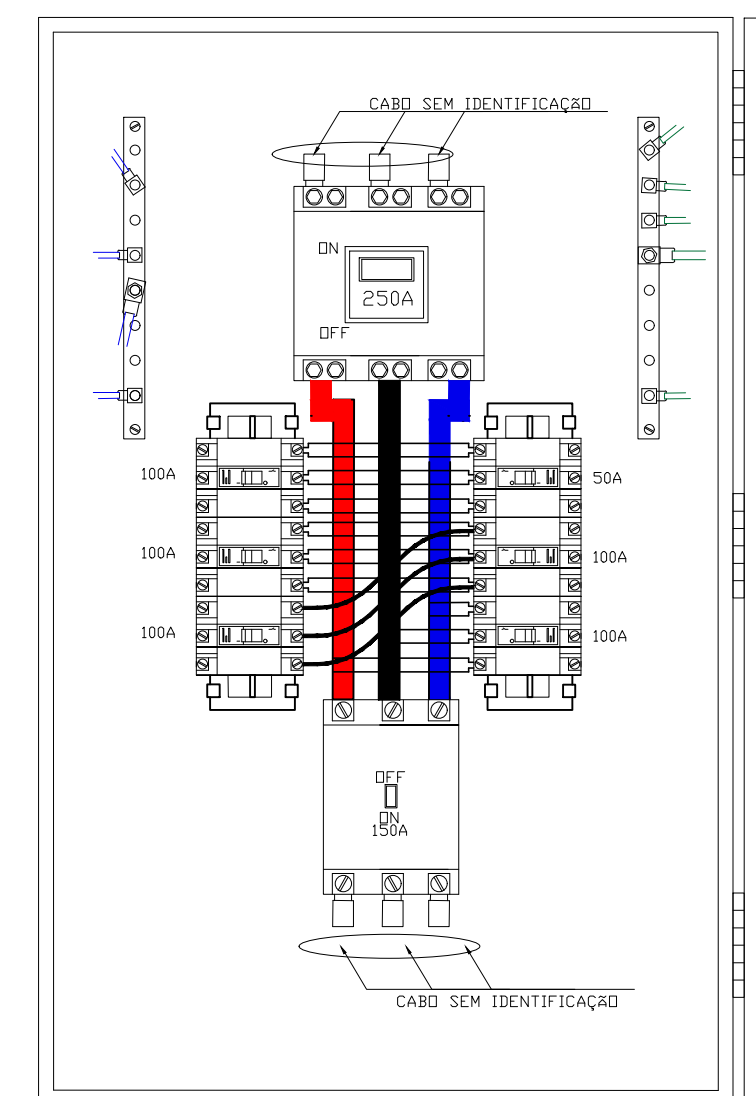 CABO SEM IDENTIFICAÇÃO
ON
250A
OFF
100A
50A
100A
100A
100A
100A
OFF
ON
150A
CABO SEM IDENTIFICAÇÃO